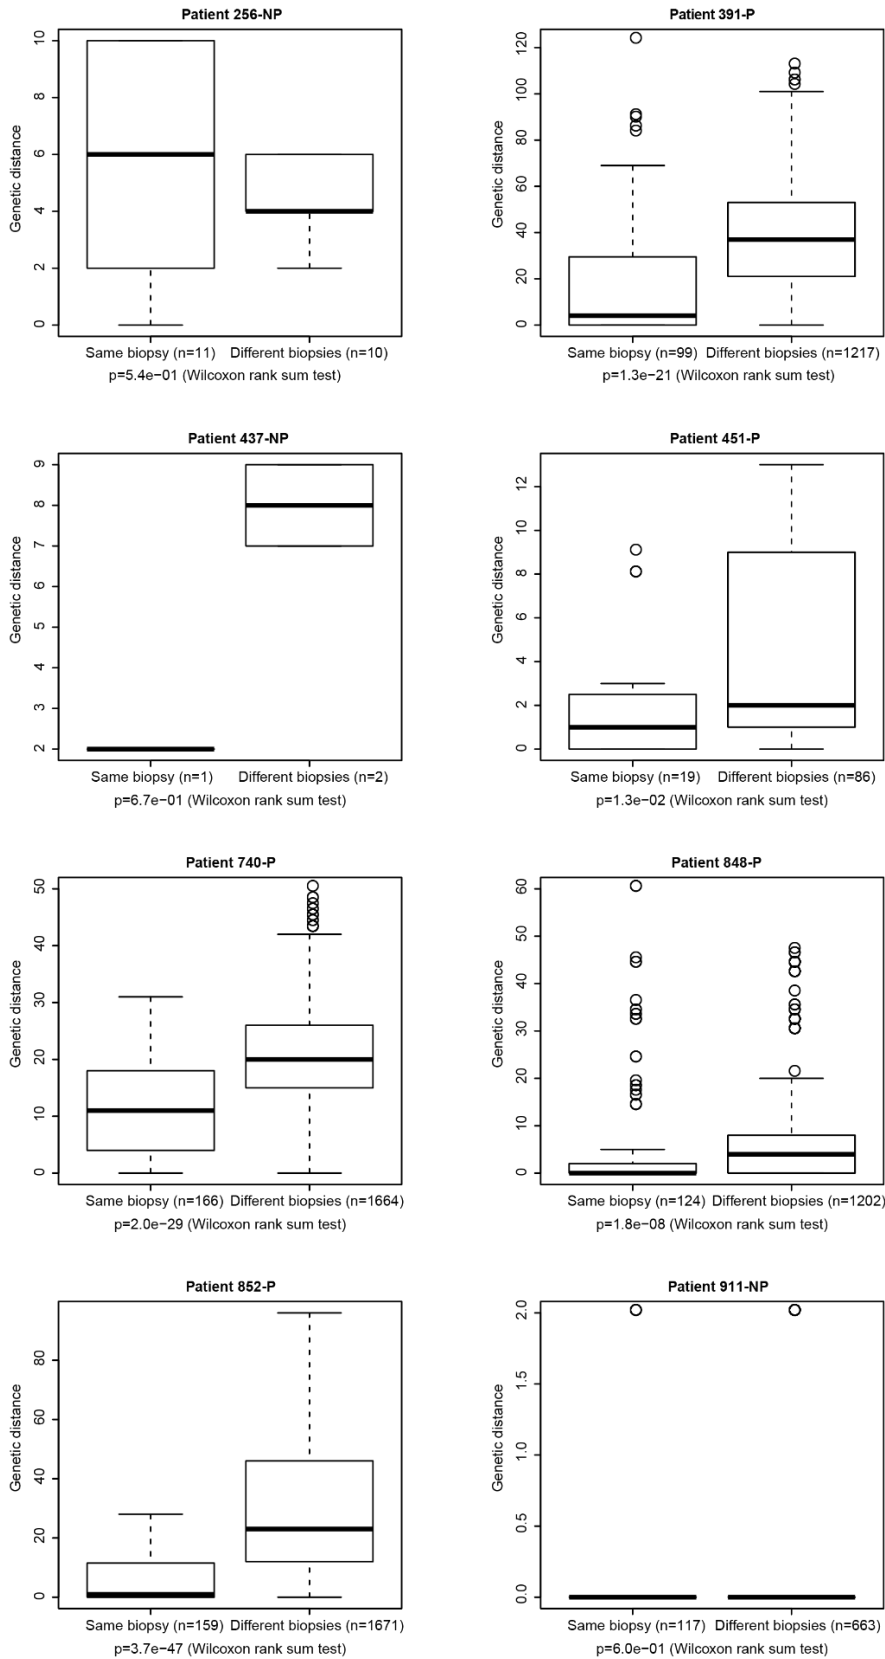 Patient 256-NP
Genetic distance
10
8
6
4
2
0
Same biopsy (n=11) Different biopsies (n=10)
p=5.4e−01 (Wilcoxon rank sum test)
Patient 391-P
Genetic distance
120
100
80
60
40
20
0
Same biopsy (n=99) Different biopsies (n=1217)
p=1.3e−21 (Wilcoxon rank sum test)
Patient 437-NP
Genetic distance
9
8
7
6
5
4
3
2
Same biopsy (n=1) Different biopsies (n=2)
p=6.7e−01 (Wilcoxon rank sum test)
Patient 451-P
Genetic distance
12
10
8
6
4
2
0
Same biopsy (n=19) Different biopsies (n=86)
p=1.3e−02 (Wilcoxon rank sum test)
Patient 740-P
Genetic distance
50
40
30
20
10
0
Same biopsy (n=166) Different biopsies (n=1664)
p=2.0e−29 (Wilcoxon rank sum test)
Patient 848-P
Genetic distance
60
50
40
30
20
10
0
Same biopsy (n=124) Different biopsies (n=1202)
p=1.8e−08 (Wilcoxon rank sum test)
Patient 852-P
Genetic distance
80
60
40
20
0
Same biopsy (n=159) Different biopsies (n=1671)
p=3.7e−47 (Wilcoxon rank sum test)
Patient 911-NP
Genetic distance
2.0
1.5
1.0
0.5
0.0
Same biopsy (n=117) Different biopsies (n=663)
p=6.0e−01 (Wilcoxon rank sum test)